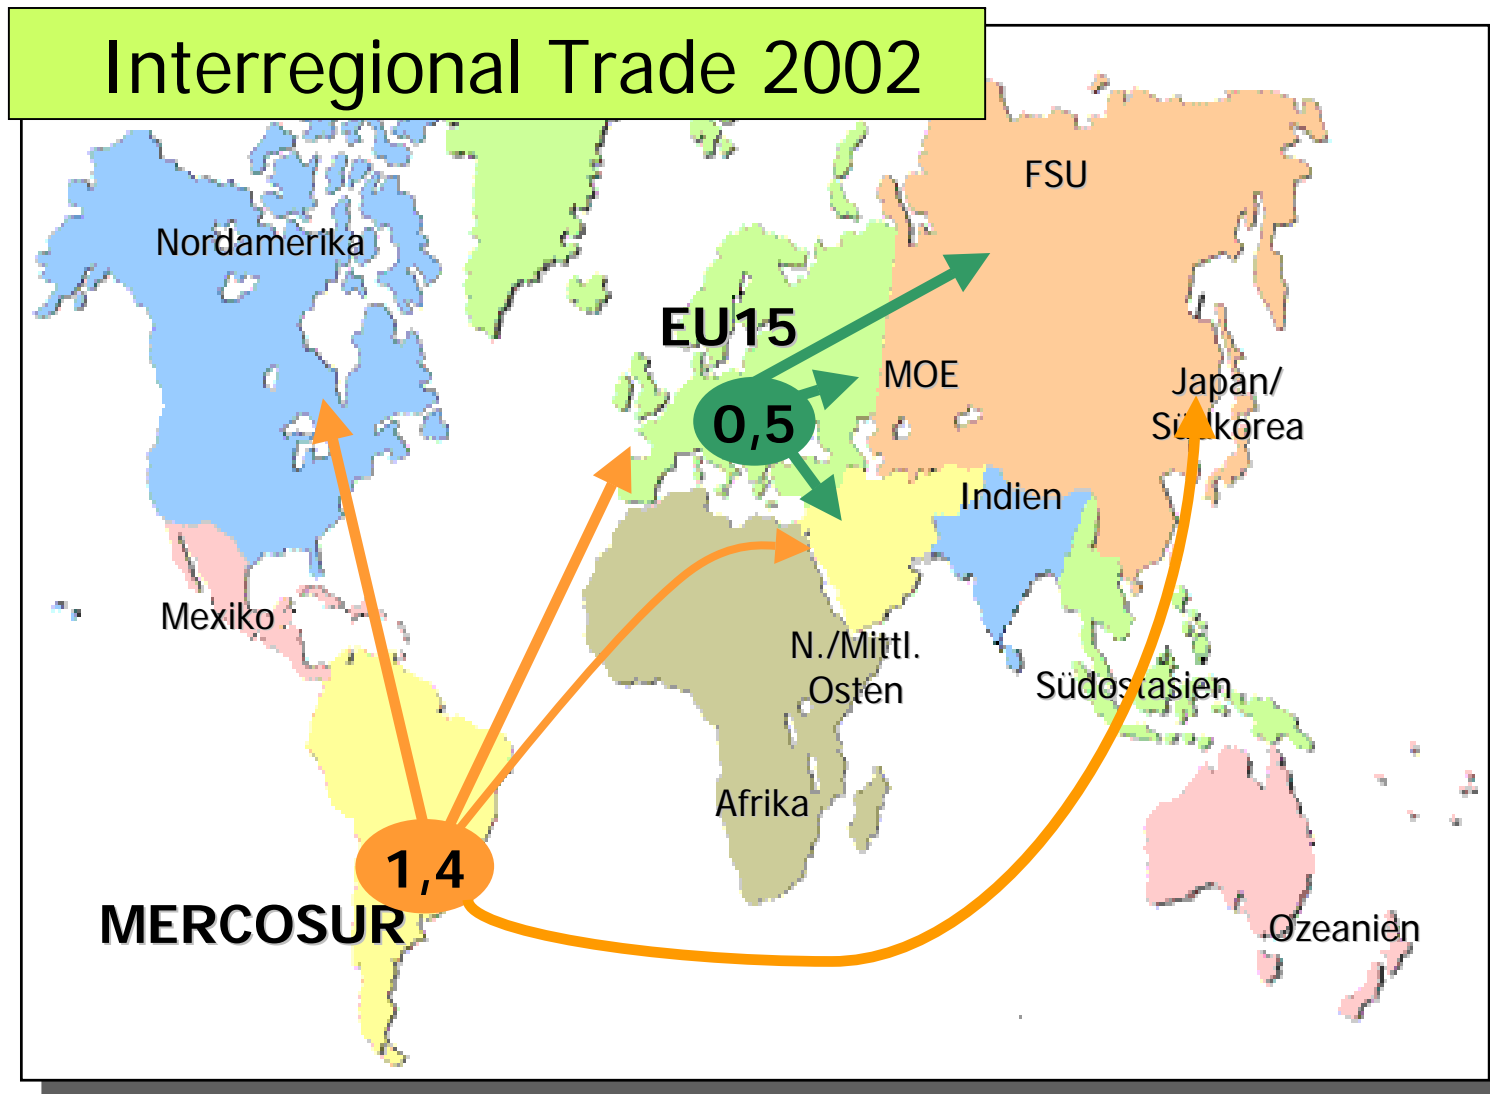 Interregional Trade 2002
FSU
Nordamerika
EU15
MOE
Japan/
Südkorea
0,5
Indien
Mexiko
N./Mittl.
Osten
Südostasien
Afrika
1,4
MERCOSUR
Ozeanien